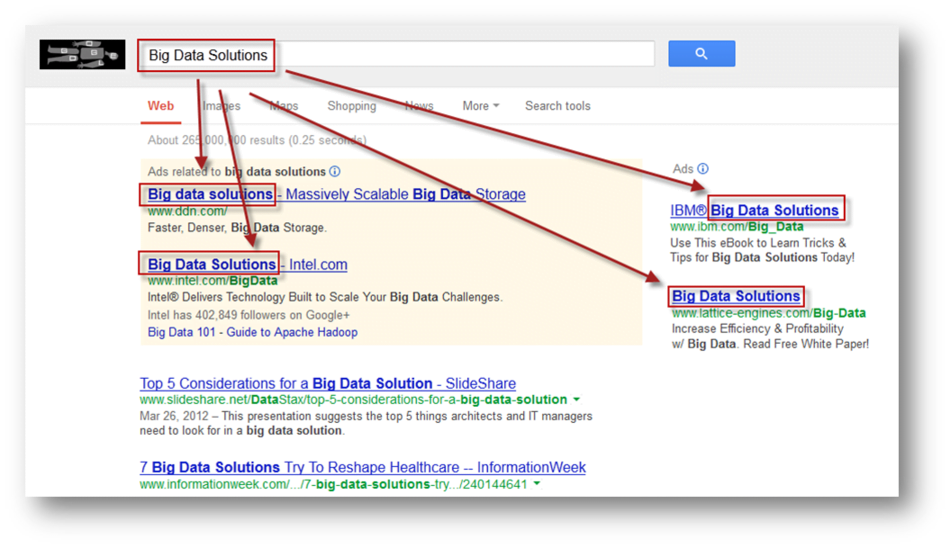 Big Data Solutions
Web Images Maps Shopping News More Search tools
About 265,000,000 results (0.25 seconds)
Ads related to big data solutions
Big data solutions - Massively Scalable Big Data Storage
www.ddn.com/
Faster, Denser, Big Data Storage.
Big Data Solutions - Intel.com
www.intel.com/BigData
Intel® Delivers Technology Built to Scale Your Big Data Challenges.
Intel has 402,849 followers on Google+
Big Data 101 - Guide to Apache Hadoop
Ads
IBM® Big Data Solutions
www.ibm.com/Big_Data
Use This eBook to Learn Tricks &
Tips for Big Data Solutions Today!
Big Data Solutions
www.lattice-engines.com/Big-Data
Increase Efficiency & Profitability
w/ Big Data. Read Free White Paper!
Top 5 Considerations for a Big Data Solution - SlideShare
www.slideshare.net/DataStax/top-5-considerations-for-a-big-data-solution
Mar 26, 2012 – This presentation suggests the top 5 things architects and IT managers
need to look for in a big data solution.
7 Big Data Solutions Try To Reshape Healthcare -- InformationWeek
www.informationweek.com/.../7-big-data-solutions-try.../240144641